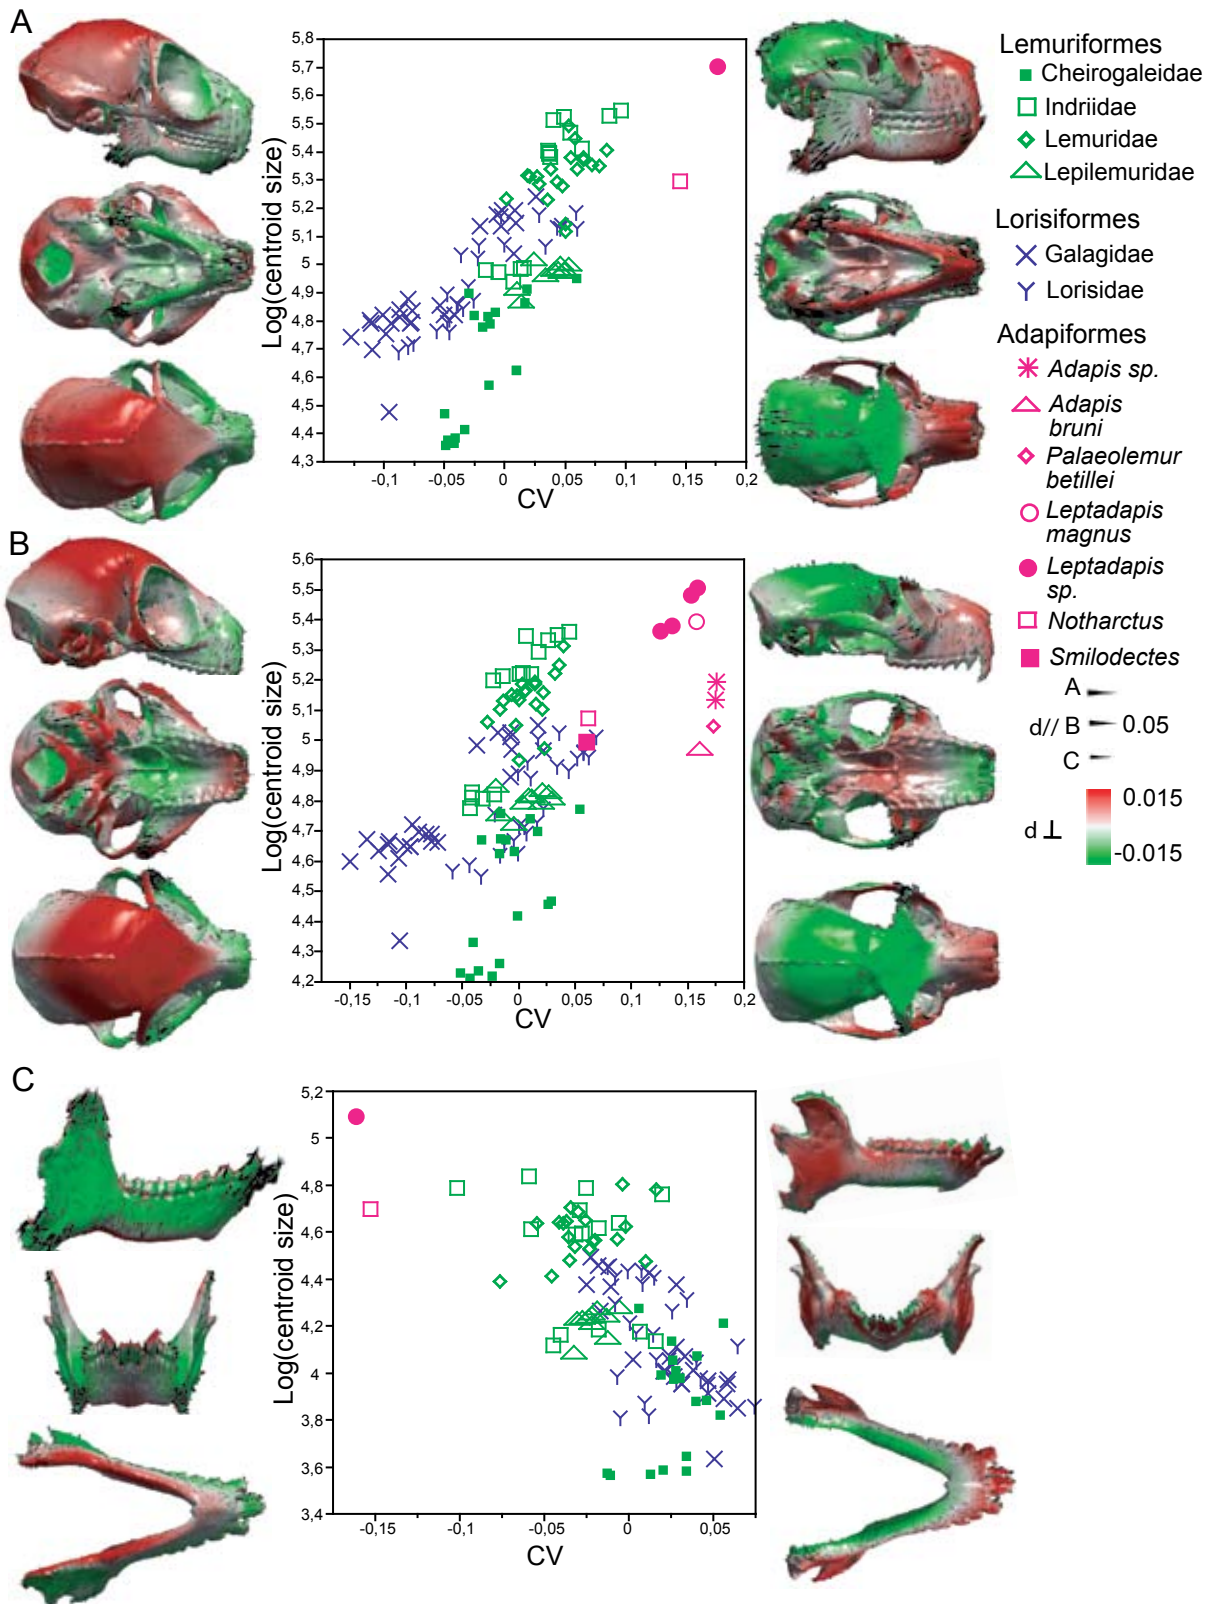 A
5,8
5,7
5,6
5,5
5,4
5,3
5,2
5,1
5
4,9
4,8
4,7
4,6
4,5
4,4
4,3
Log(centroid size)
-0,1
-0,05
0
0,05
0,1
0,15
0,2
CV
Lemuriformes
Cheirogaleidae
Indriidae
Lemuridae
Lepilemuridae
Lorisiformes
Galagidae
Lorisidae
Adapiformes
Adapis sp.
Adapis
bruni
Palaeolemur
betillei
Leptadapis
magnus
Leptadapis
sp.
Notharctus
Smilodectes
A
d// B 0.05
C
d ⊥
0.015
-0.015
B
5,6
5,5
5,4
5,3
5,2
5,1
5
4,9
4,8
4,7
4,6
4,5
4,4
4,3
4,2
Log(centroid size)
-0,15
-0,1
-0,05
0
0,05
0,1
0,15
0,2
CV
C
5,2
5
4,8
4,6
4,4
4,2
4
3,8
3,6
3,4
Log(centroid size)
-0,15
-0,1
-0,05
0
0,05
CV